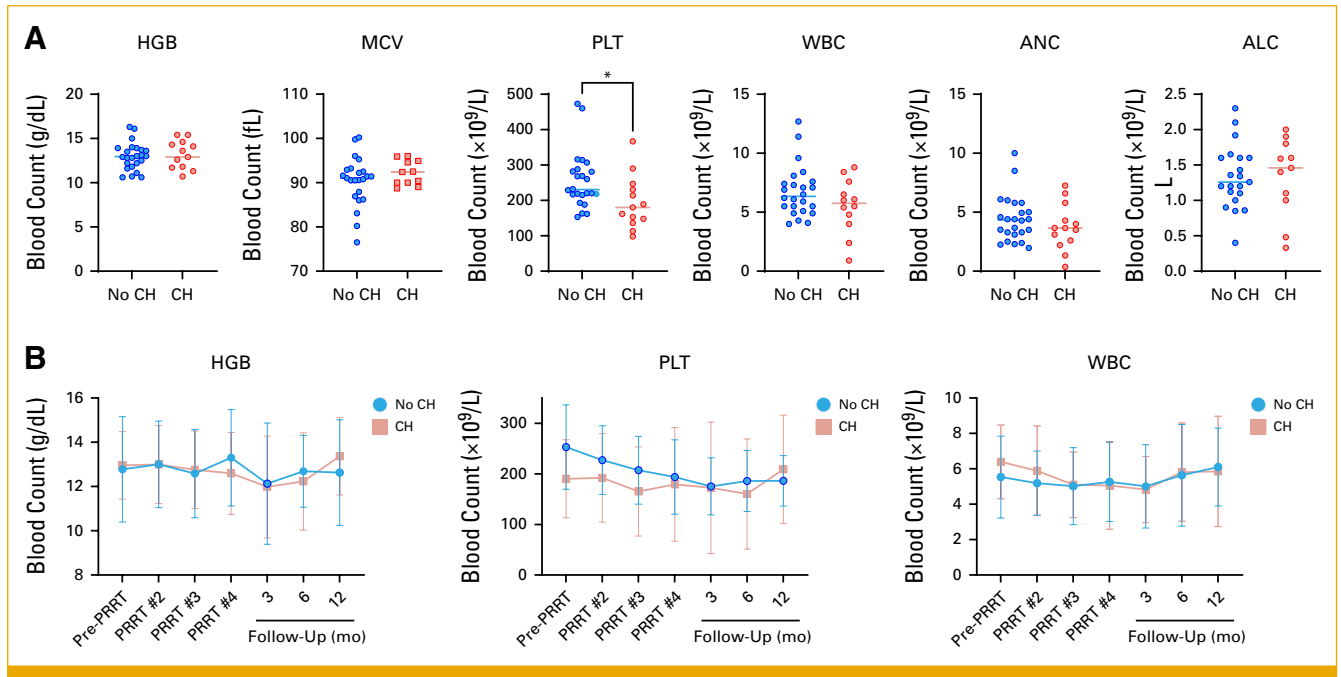 A
HGB
Blood Count (g/dL)
20
15
10
5
0
No CH
CH
MCV
Blood Count (fL)
110
100
90
80
70
No CH
CH
PLT
Blood Count (×10⁹/L)
500
400
300
200
100
0
*
No CH
CH
WBC
Blood Count (×10⁹/L)
15
10
5
0
No CH
CH
ANC
Blood Count (×10⁹/L)
15
10
5
0
No CH
CH
ALC
Blood Count (×10⁹/L)
L
2.5
2.0
1.5
1.0
0.5
0.0
No CH
CH
B
HGB
Blood Count (g/dL)
16
14
12
10
8
No CH
CH
Pre-PRRT
PRRT #2
PRRT #3
PRRT #4
3
6
12
Follow-Up (mo)
PLT
Blood Count (×10⁹/L)
300
200
100
0
No CH
CH
Pre-PRRT
PRRT #2
PRRT #3
PRRT #4
3
6
12
Follow-Up (mo)
WBC
Blood Count (×10⁹/L)
10
8
6
4
2
0
No CH
CH
Pre-PRRT
PRRT #2
PRRT #3
PRRT #4
3
6
12
Follow-Up (mo)